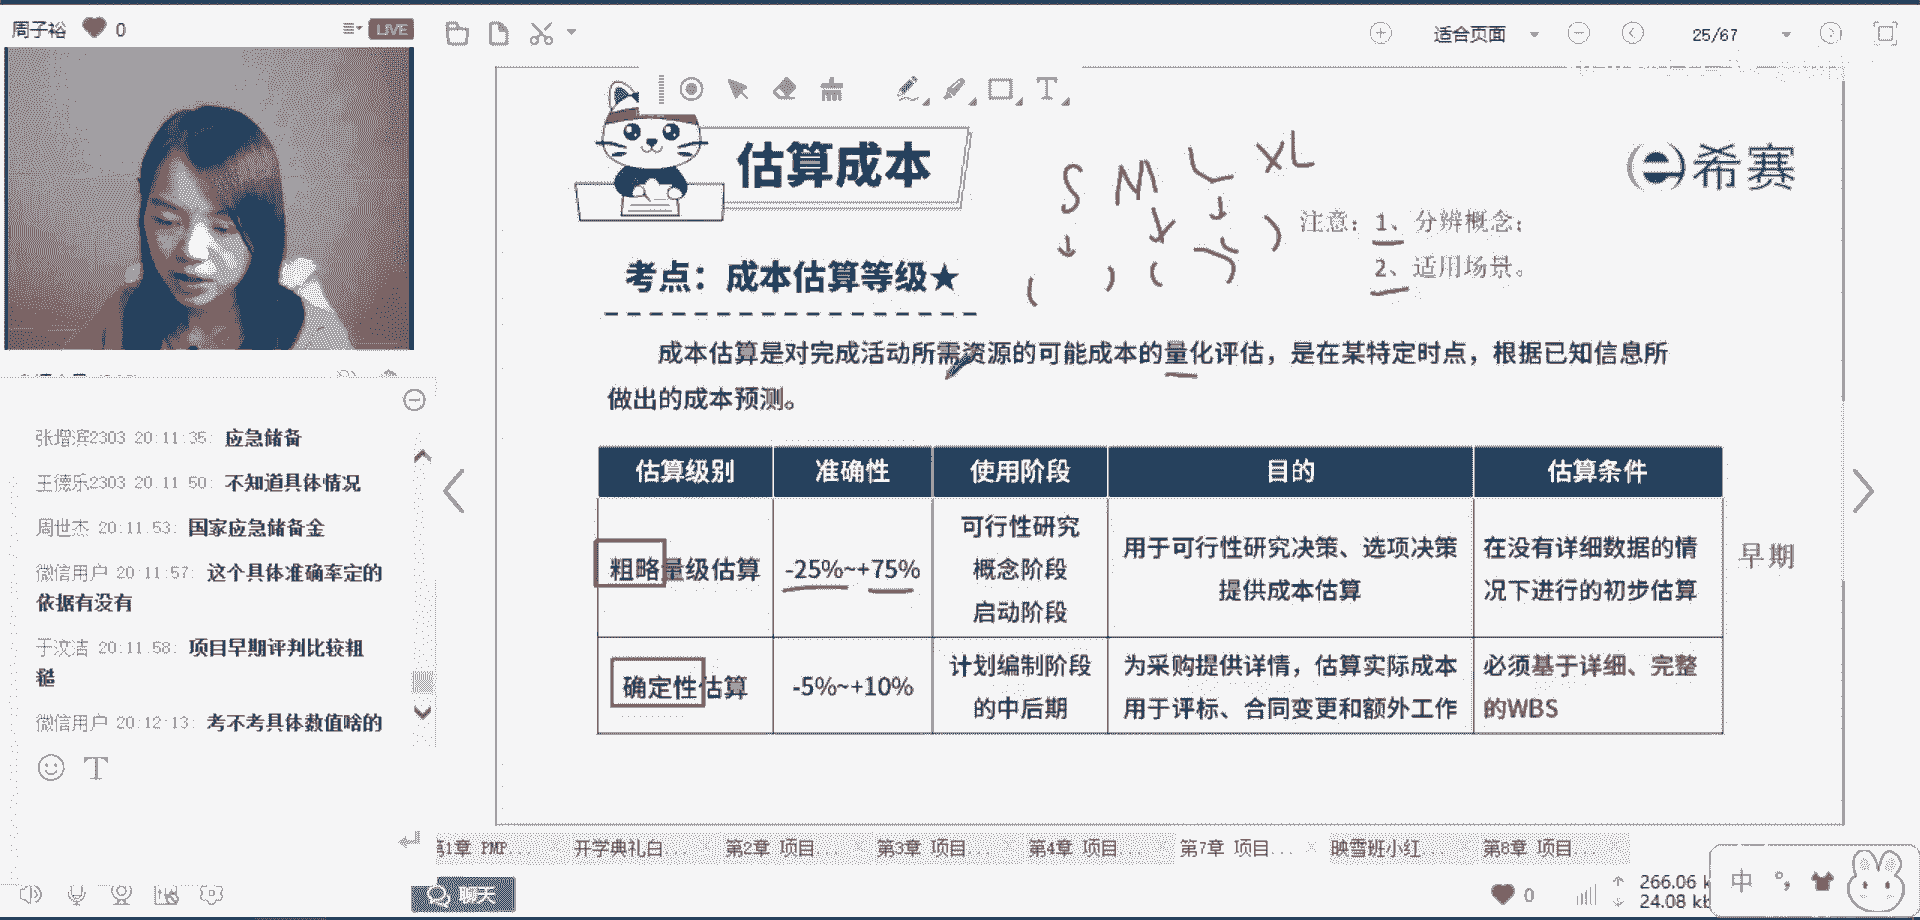 周子裕 0
LIVE
适合页面
25/67
估算成本
希赛
S M L XL
注意：1、分辨概念；
2、适用场景。
考点：成本估算等级★
成本估算是对完成活动所需资源的可能成本的量化评估，是在某特定时点，根据已知信息所
做出的成本预测。
估算级别 准确性 使用阶段 目的 估算条件
粗略量级估算 -25%~+75% 可行性研究
概念阶段
启动阶段
用于可行性研究决策、选项决策
提供成本估算
在没有详细数据的情
况下进行的初步估算
早期
确定性估算 -5%~+10% 计划编制阶段
的中后期
为采购提供详情，估算实际成本
用于评标、合同变更和额外工作
必须基于详细、完整
的WBS
张增滨2303 20:11:35: 应急储备
王德乐2303 20:11:50: 不知道具体情况
周世杰 20:11:53: 国家应急储备金
微信用户 20:11:57: 这个具体准确率定的
依据有没有
于汶洁 20:11:58: 项目早期评判比较粗
糙
微信用户 20:12:13: 考不考具体数值啥的
T
第1章 PMP... 开学典礼白... 第2章 项目... 第3章 项目... 第4章 项目... 第7章 项目... 映雪班小红... 第8章 项目...
聊天
0
266.06 k
24.08 kb
中